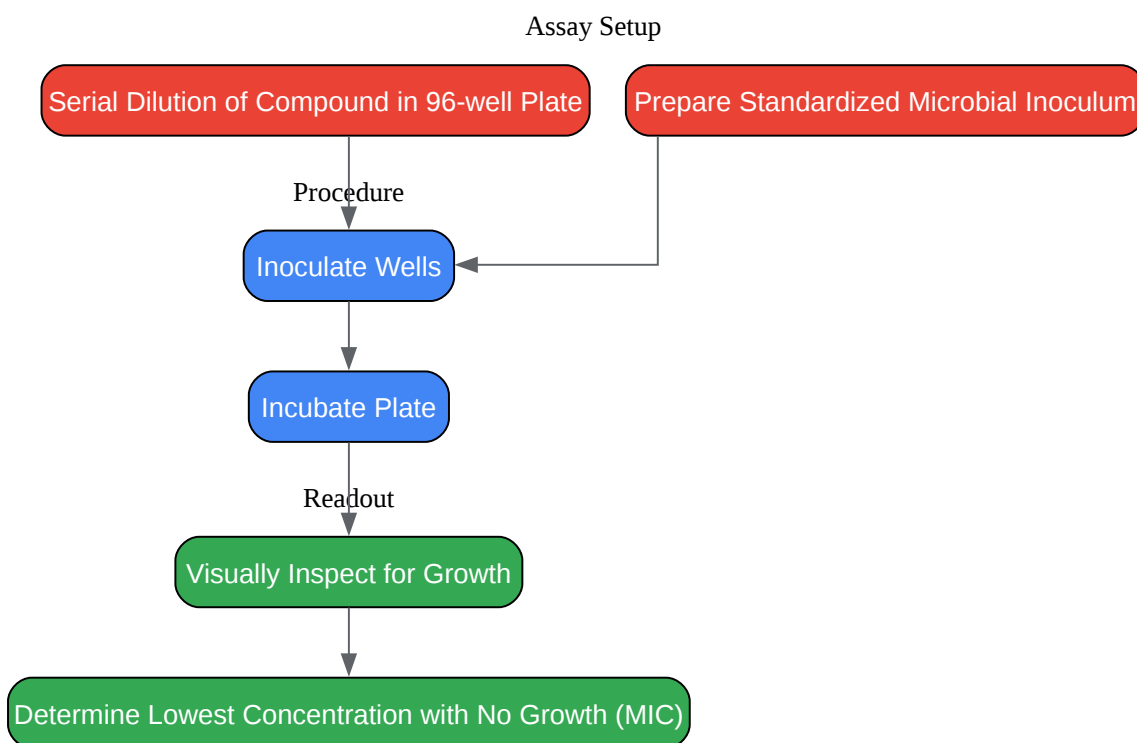 Assay Setup
Serial Dilution of Compound in 96-well Plate
Prepare Standardized Microbial Inoculum
Procedure
Inoculate Wells
Incubate Plate
Readout
Visually Inspect for Growth
Determine Lowest Concentration with No Growth (MIC)